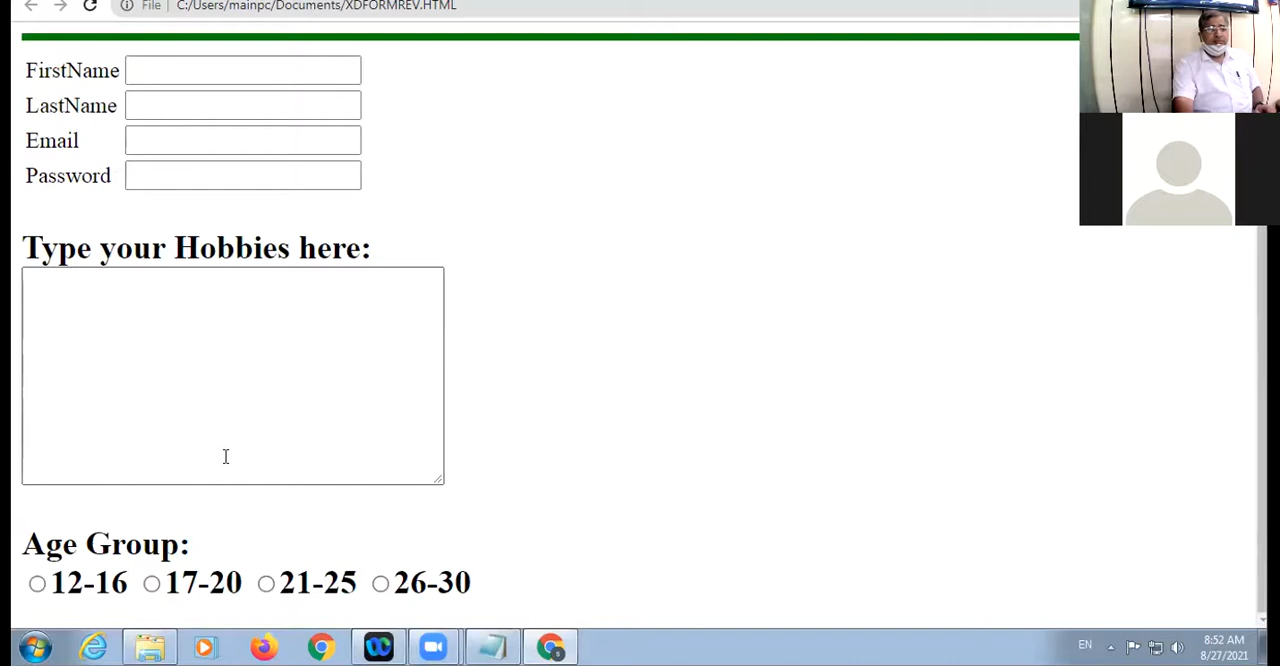 File | C:/Users/mainpc/Documents/XDFORMREV.HTML
FirstName
LastName
Email
Password
Type your Hobbies here:
Age Group:
12-16 17-20 21-25 26-30
EN
8:52 AM
8/27/2021